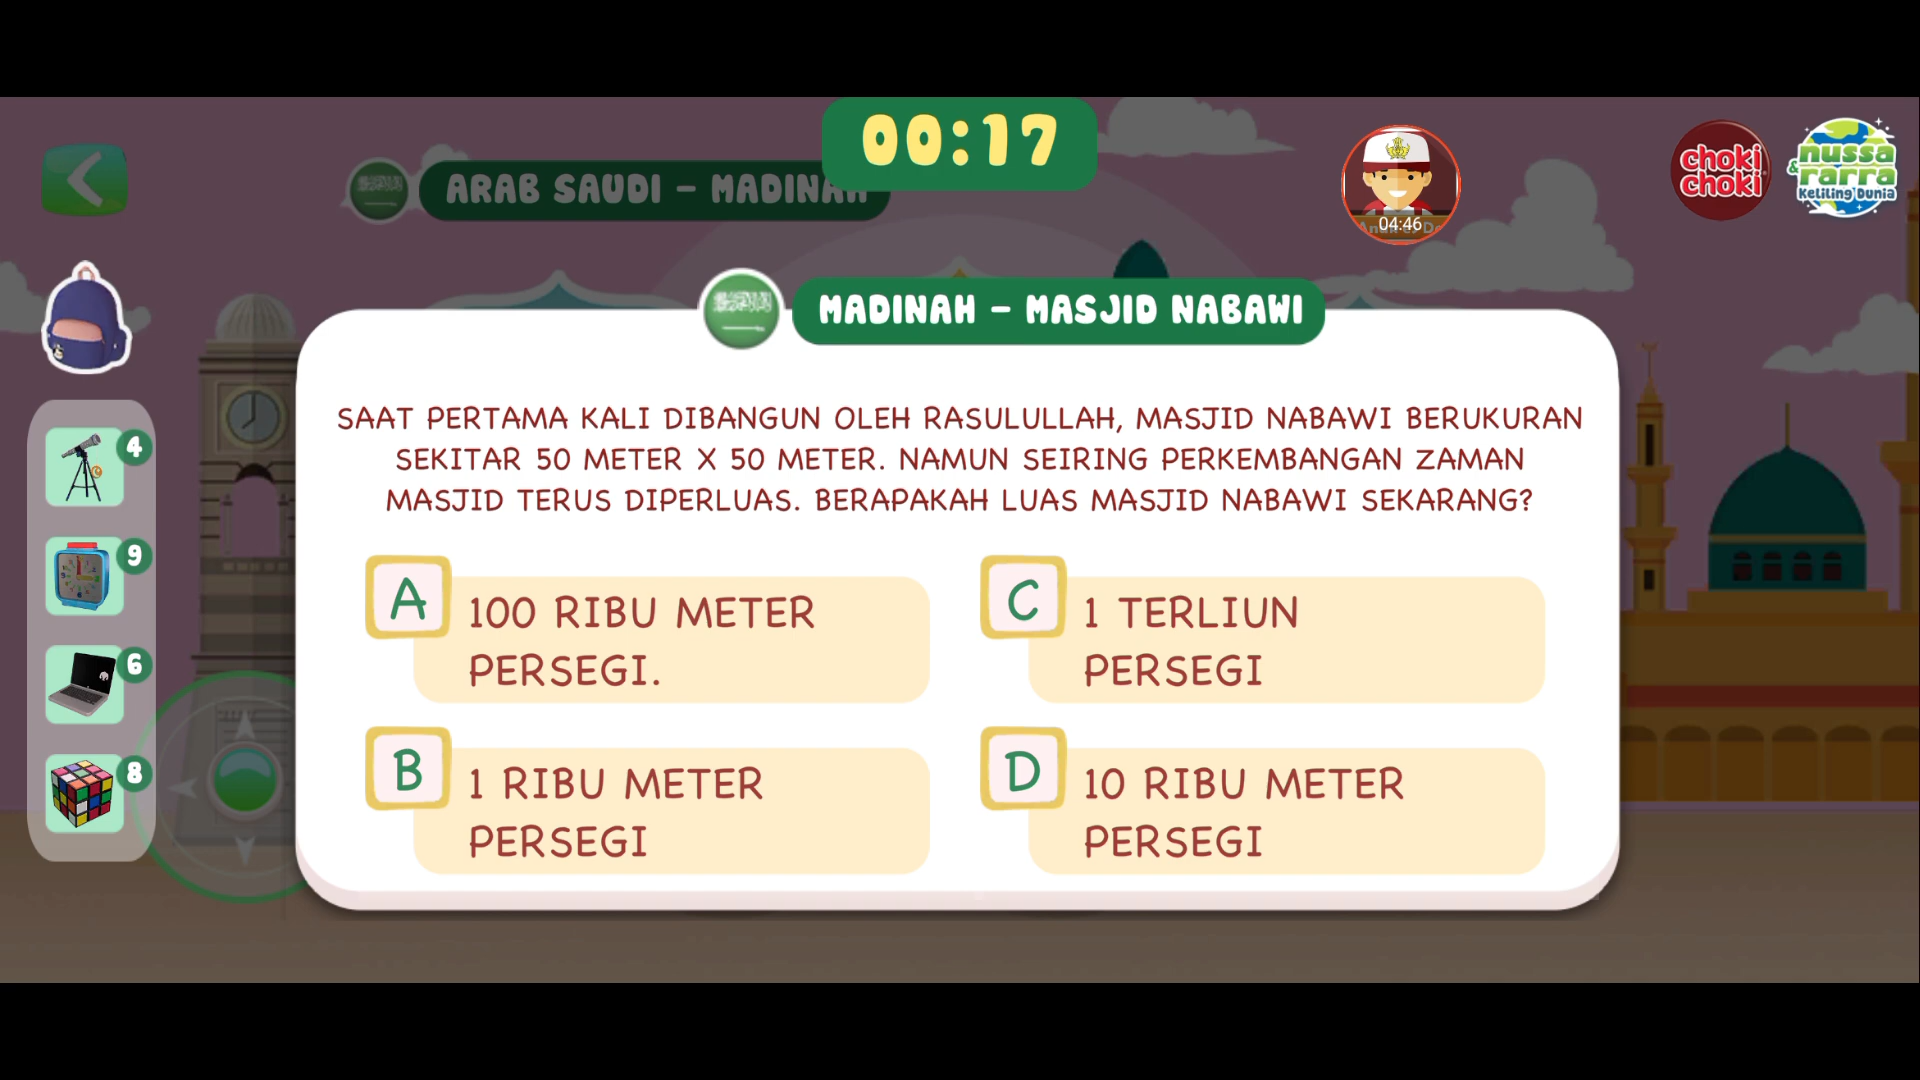 00:17
ARAB SAUDI - MADINAH
04:46
choki
choki
nussa
& rarra
Keliling Dunia
MADINAH - MASJID NABAWI
SAAT PERTAMA KALI DIBANGUN OLEH RASULULLAH, MASJID NABAWI BERUKURAN
SEKITAR 50 METER X 50 METER. NAMUN SEIRING PERKEMBANGAN ZAMAN
MASJID TERUS DIPERLUAS. BERAPAKAH LUAS MASJID NABAWI SEKARANG?
A
100 RIBU METER
PERSEGI.
C
1 TERLIUN
PERSEGI
B
1 RIBU METER
PERSEGI
D
10 RIBU METER
PERSEGI
4
9
6
8